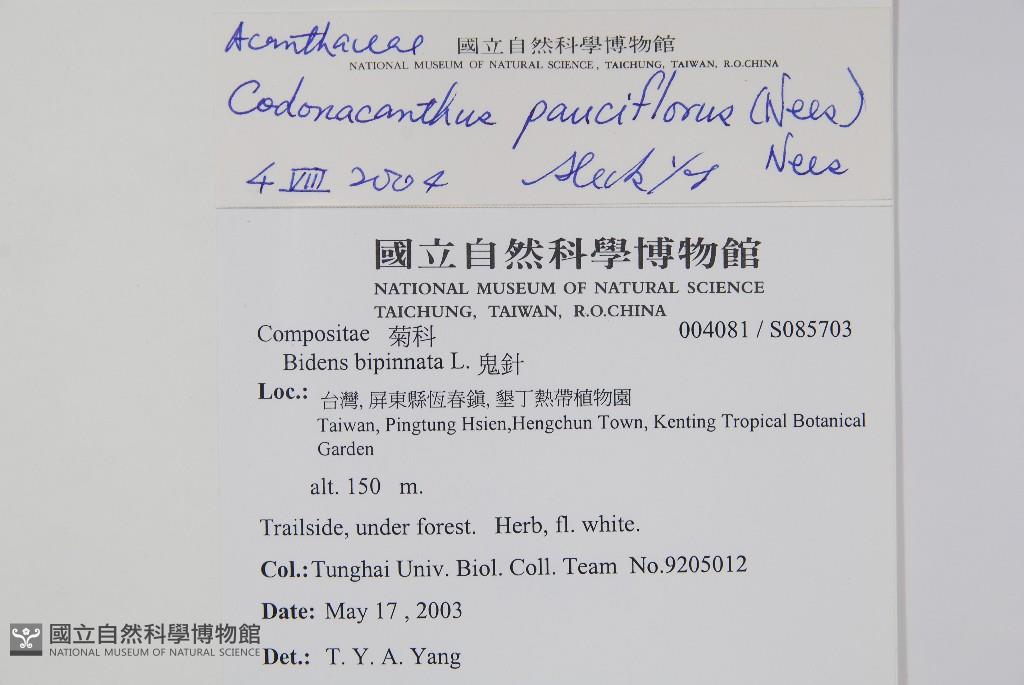 Acanthaceae 國立自然科學博物館
NATIONAL MUSEUM OF NATURAL SCIENCE, TAICHUNG, TAIWAN, R.O.CHINA
Codonacanthus pauciflorus (Nees)
Nees
4 VIII 2004
國立自然科學博物館
NATIONAL MUSEUM OF NATURAL SCIENCE
TAICHUNG, TAIWAN, R.O.CHINA
Compositae 菊科 004081 / S085703
Bidens bipinnata L. 鬼針
Loc.: 台灣, 屏東縣恆春鎮, 墾丁熱帶植物園
Taiwan, Pingtung Hsien,Hengchun Town, Kenting Tropical Botanical
Garden
alt. 150 m.
Trailside, under forest. Herb, fl. white.
Col.: Tunghai Univ. Biol. Coll. Team No.9205012
Date: May 17 , 2003
Det.: T. Y. A. Yang
國立自然科學博物館
NATIONAL MUSEUM OF NATURAL SCIENCE